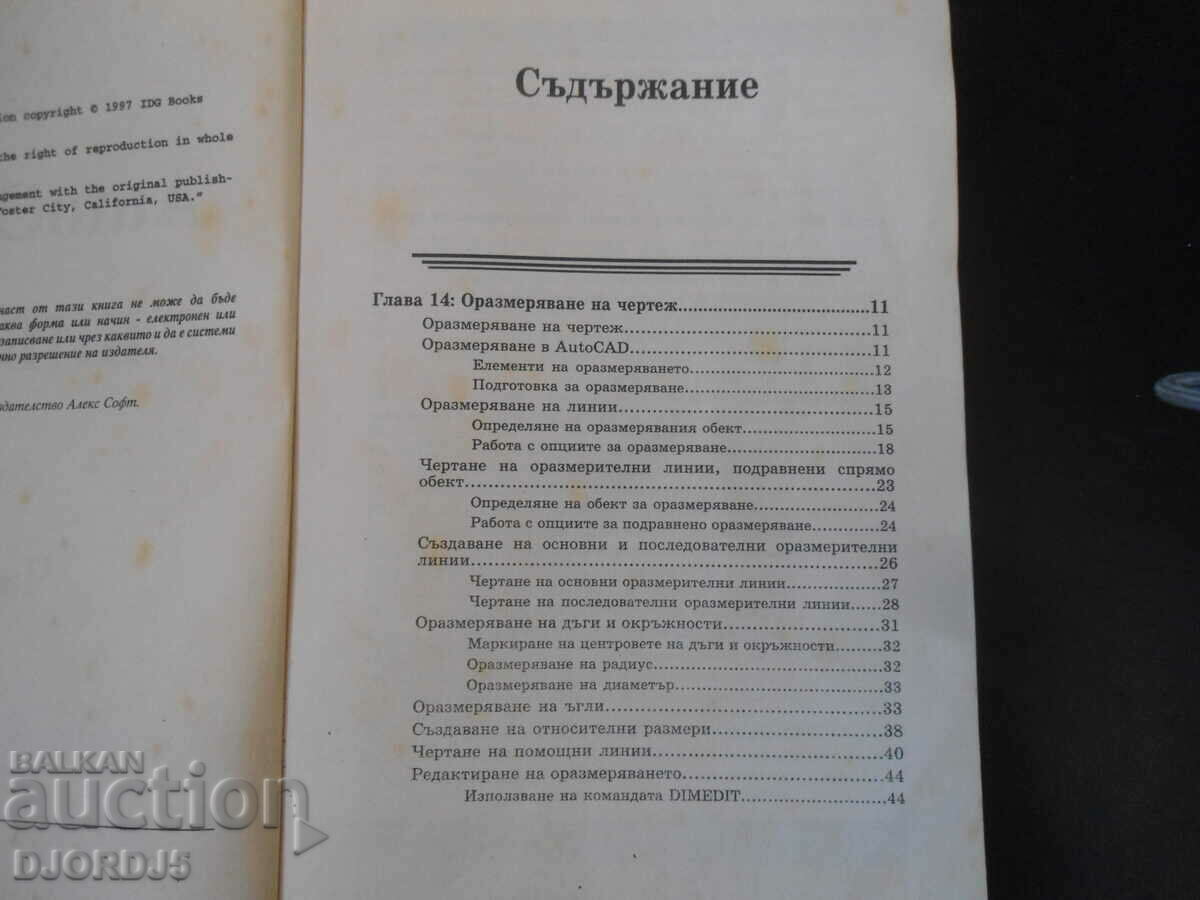 ion copyright © 1997 IDG Books
the right of reproduction in whole
ngement with the original publish-
Foster City, California, USA."
част от тази книга не може да бъде
аква форма или начин - електронен или
записване или чрез каквито и да е системи
чно разрешение на издателя.
здателство Алекс Софт.
Съдържание
Глава 14: Оразмеряване на чертеж..................................11
Оразмеряване на чертеж..............................................11
Оразмеряване в AutoCAD............................................11
Елементи на оразмеряването................................12
Подготовка за оразмеряване.................................13
Оразмеряване на линии................................................15
Определяне на оразмерявания обект......................15
Работа с опциите за оразмеряване..........................18
Чертане на оразмерителни линии, подравнени спрямо
обект.................................................................23
Определяне на обект за оразмеряване....................24
Работа с опциите за подравнено оразмеряване............24
Създаване на основни и последователни оразмерителни
линии.................................................................26
Чертане на основни оразмерителни линии...............27
Чертане на последователни оразмерителни линии.....28
Оразмеряване на дъги и окръжности..........................31
Маркиране на центровете на дъги и окръжности.......32
Оразмеряване на радиус.......................................32
Оразмеряване на диаметър...................................33
Оразмеряване на ъгли................................................33
Създаване на относителни размери.............................38
Чертане на помощни линии........................................40
Редактиране на оразмеряването..................................44
Използване на командата DIMEDIT......................44
BALKAN
auction
DJORDJ5